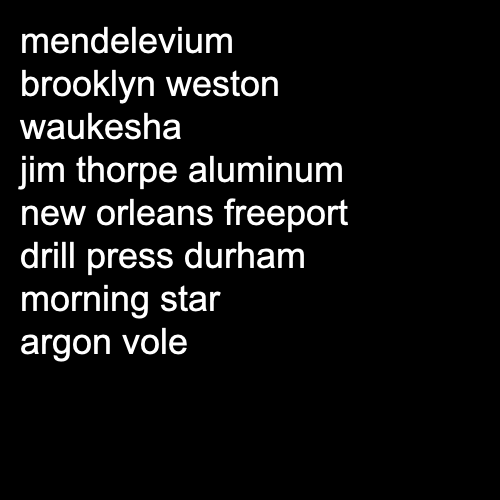 mendelevium
brooklyn weston
waukesha
jim thorpe aluminum
new orleans freeport
drill press durham
morning star
argon vole